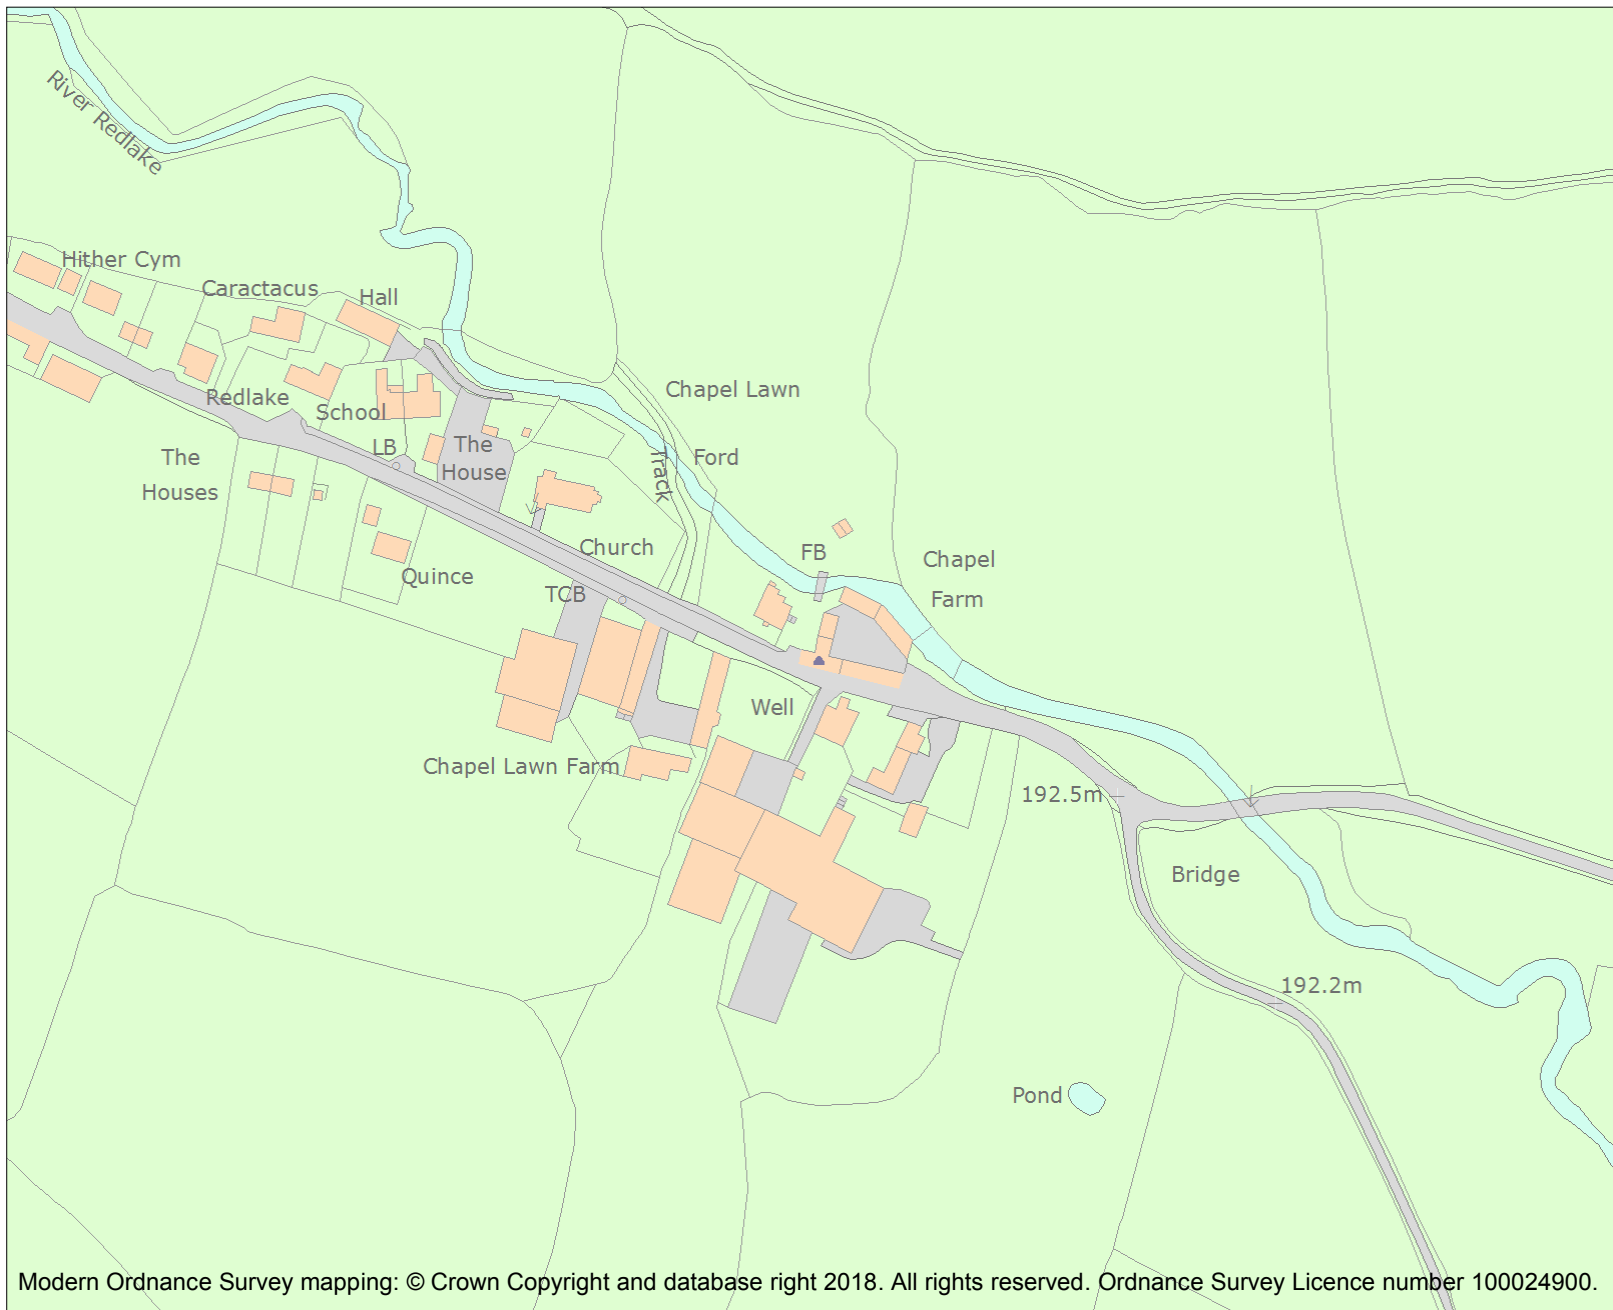 River Redlake
Hither Cym
Caractacus
Hall
Chapel Lawn
Redlake
School
LB
The
House
The
Houses
Ford
Track
Church
Quince
TCB
FB
Chapel
Farm
Well
Chapel Lawn Farm
192.5m
Bridge
192.2m
Pond
Modern Ordnance Survey mapping: © Crown Copyright and database right 2018. All rights reserved. Ordnance Survey Licence number 100024900.